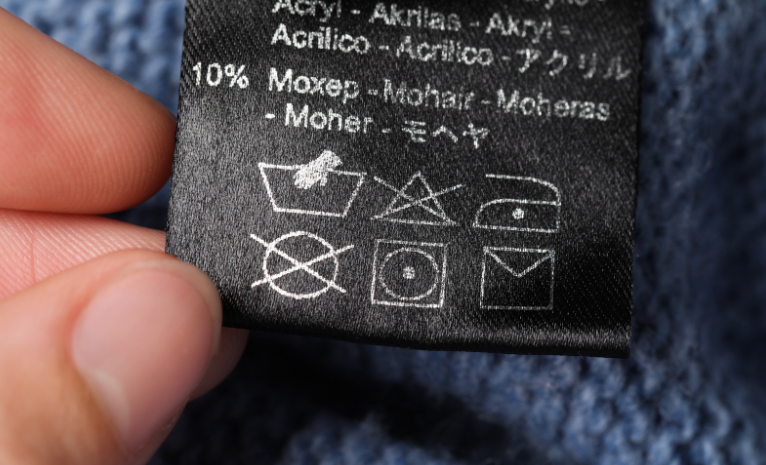 Acryl - Akrilas - Akryl -
Acrilico - Acrilico - アクリル
10% Мохер - Mohair - Moheras
- Moher - モヘヤ